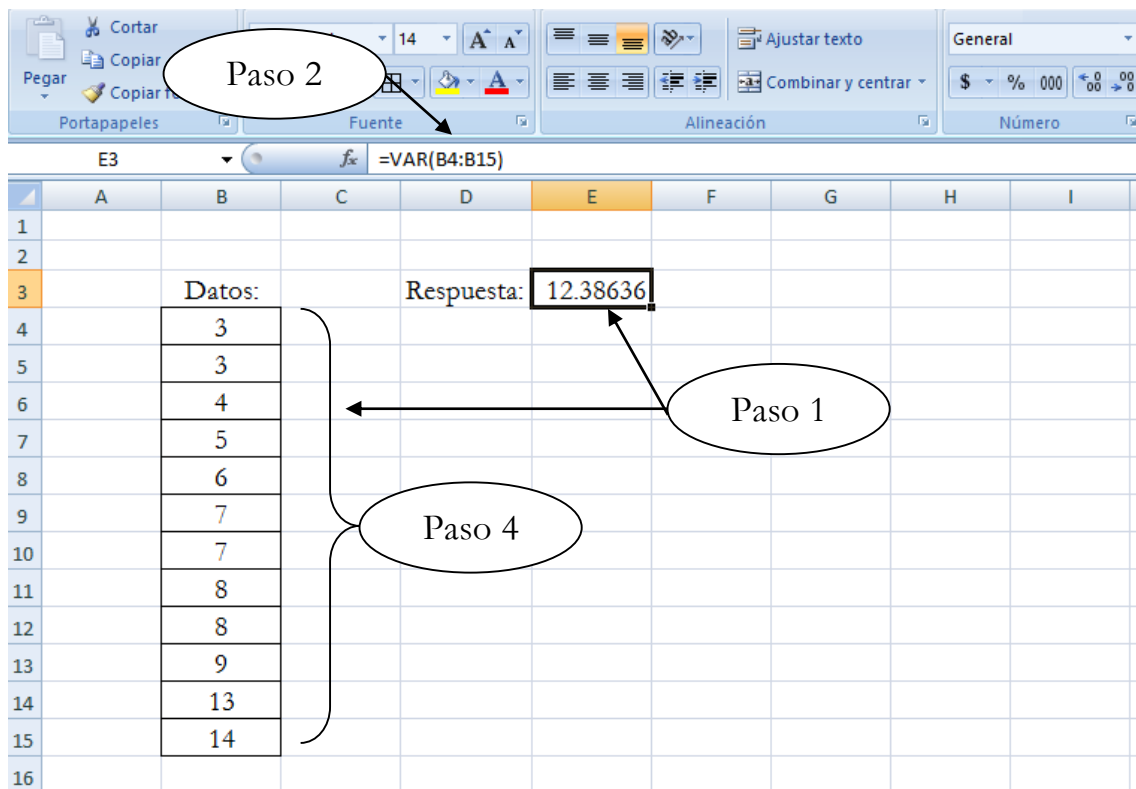 Cortar
Copiar
Copiar fo
Pegar
Portapapeles
Paso 2
14
A A
A
Fuente
Ajustar texto
Combinar y centrar
Alineación
General
$ % 000
Número
E3 fx =VAR(B4:B15)
A B C D E F G H I
1
2
3 Datos: Respuesta: 12.38636
4 3
5 3
6 4
Paso 1
7 5
8 6
9 7
Paso 4
10 7
11 8
12 8
13 9
14 13
15 14
16